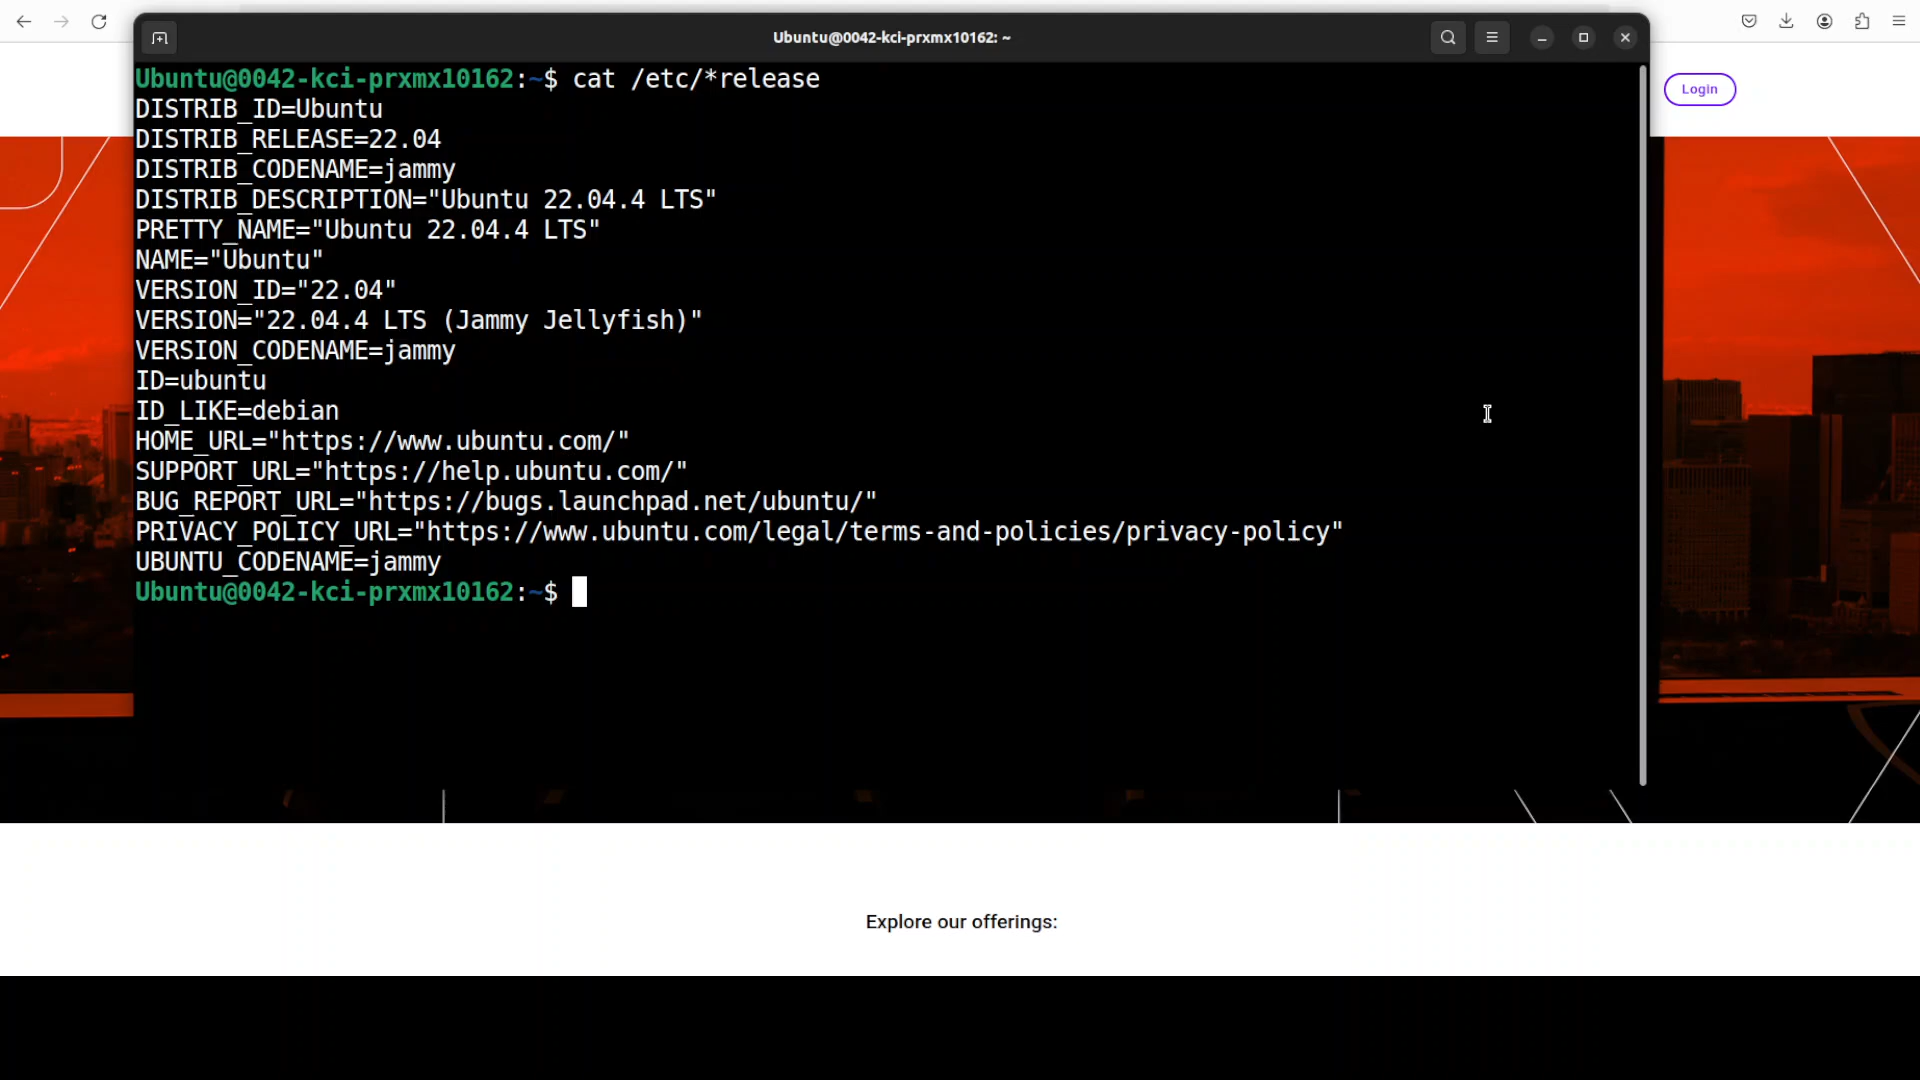 Ubuntu@0042-kci-prxmx10162: ~
Ubuntu@0042-kci-prxmx10162:~$ cat /etc/*release
DISTRIB_ID=Ubuntu
DISTRIB_RELEASE=22.04
DISTRIB_CODENAME=jammy
DISTRIB_DESCRIPTION="Ubuntu 22.04.4 LTS"
PRETTY_NAME="Ubuntu 22.04.4 LTS"
NAME="Ubuntu"
VERSION_ID="22.04"
VERSION="22.04.4 LTS (Jammy Jellyfish)"
VERSION_CODENAME=jammy
ID=ubuntu
ID_LIKE=debian
HOME_URL="https://www.ubuntu.com/"
SUPPORT_URL="https://help.ubuntu.com/"
BUG_REPORT_URL="https://bugs.launchpad.net/ubuntu/"
PRIVACY_POLICY_URL="https://www.ubuntu.com/legal/terms-and-policies/privacy-policy"
UBUNTU_CODENAME=jammy
Ubuntu@0042-kci-prxmx10162:~$
Login
Explore our offerings: